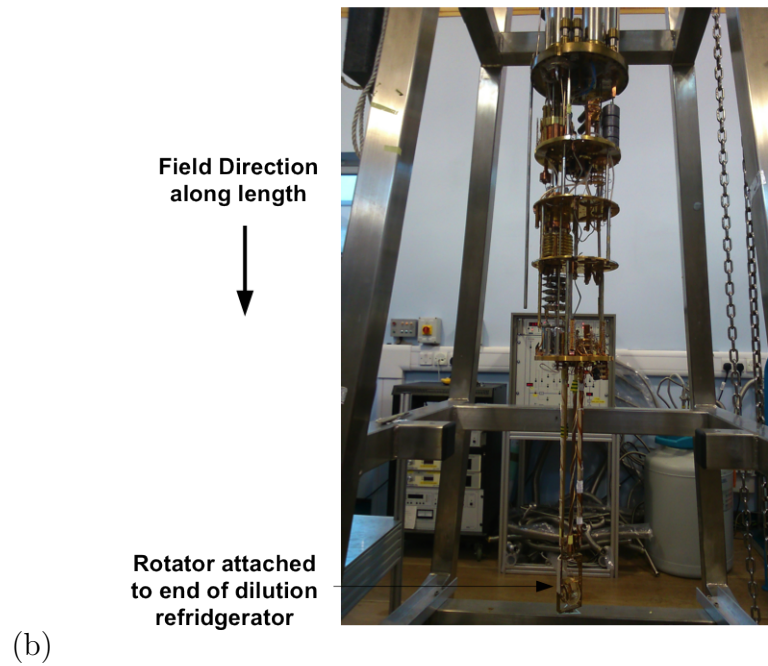 Field Direction
along length
Rotator attached
to end of dilution
refridgerator
(b)